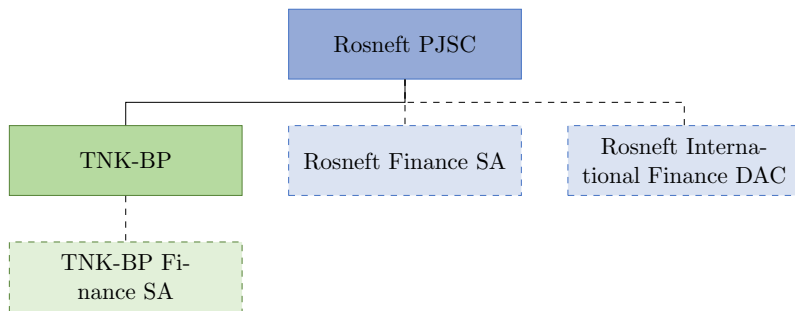 Rosneft PJSC
TNK-BP
Rosneft Finance SA
Rosneft Interna-
tional Finance DAC
TNK-BP Fi-
nance SA